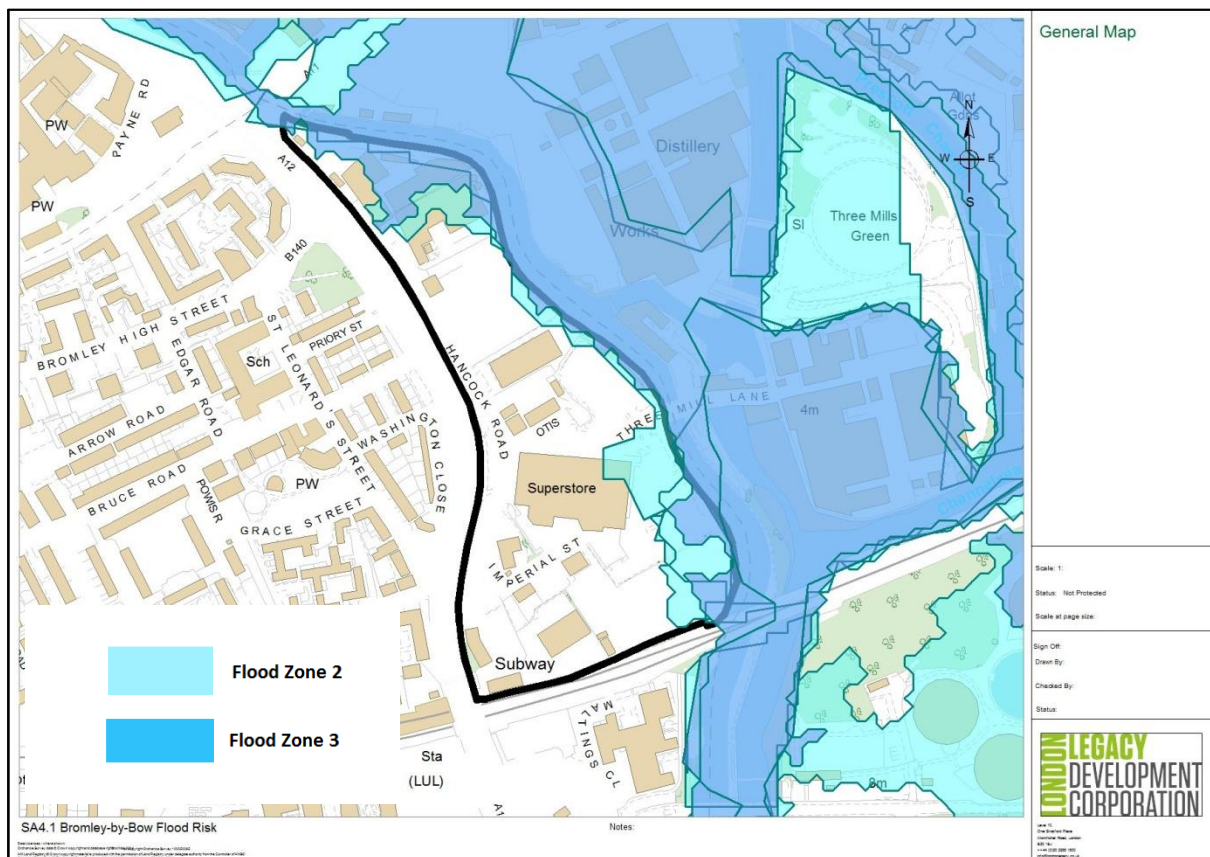 General Map
PW
PAYNE RD
A11
PW
A12
B140
BROMLEY HIGH STREET
EDGAR ROAD
ST LEONARD'S STREET
PRIORY ST
Sch
ARROW ROAD
BRUCE ROAD
WASHINGTON CLOSE
PW
GRACE STREET
HANCOCK ROAD
OTIS
THREE MILL LANE
Superstore
IMPERIAL ST
Subway
Distillery
Works
Allot
Gdns
N
W
E
S
Sl
Three Mills
Green
4m
Channelsea
MALTINGS CL
Sta
(LUL)
Flood Zone 2
Flood Zone 3
Scale: 1:
Status: Not Protected
Scale at page size:
Sign Off:
Drawn By:
Checked By:
Status:
LONDON
LEGACY
DEVELOPMENT
CORPORATION
SA4.1 Bromley-by-Bow Flood Risk
Notes: